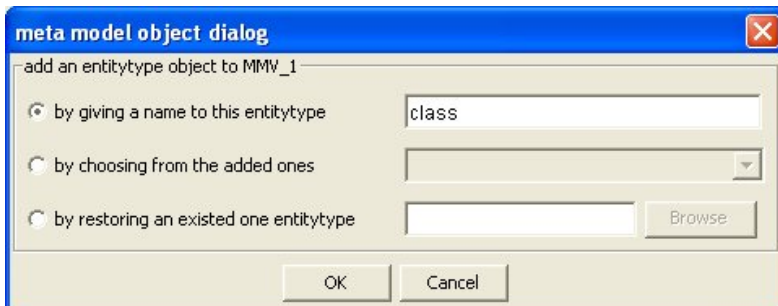 meta model object dialog
add an entitytype object to MMV_1
by giving a name to this entitytype class
by choosing from the added ones
by restoring an existed one entitytype Browse
OK Cancel